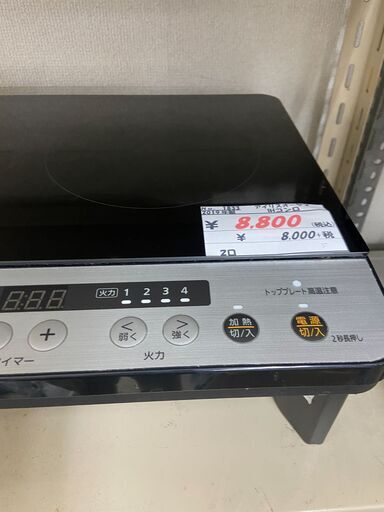 2019年製
IHコンロ
¥ 8.800 (税込)
¥ 8.000+税
2口
火力 1 2 3 4
トッププレート高温注意
+
<
弱く
>
強く
加熱
切/入
電源
切/入
イマー
火力
2秒長押し